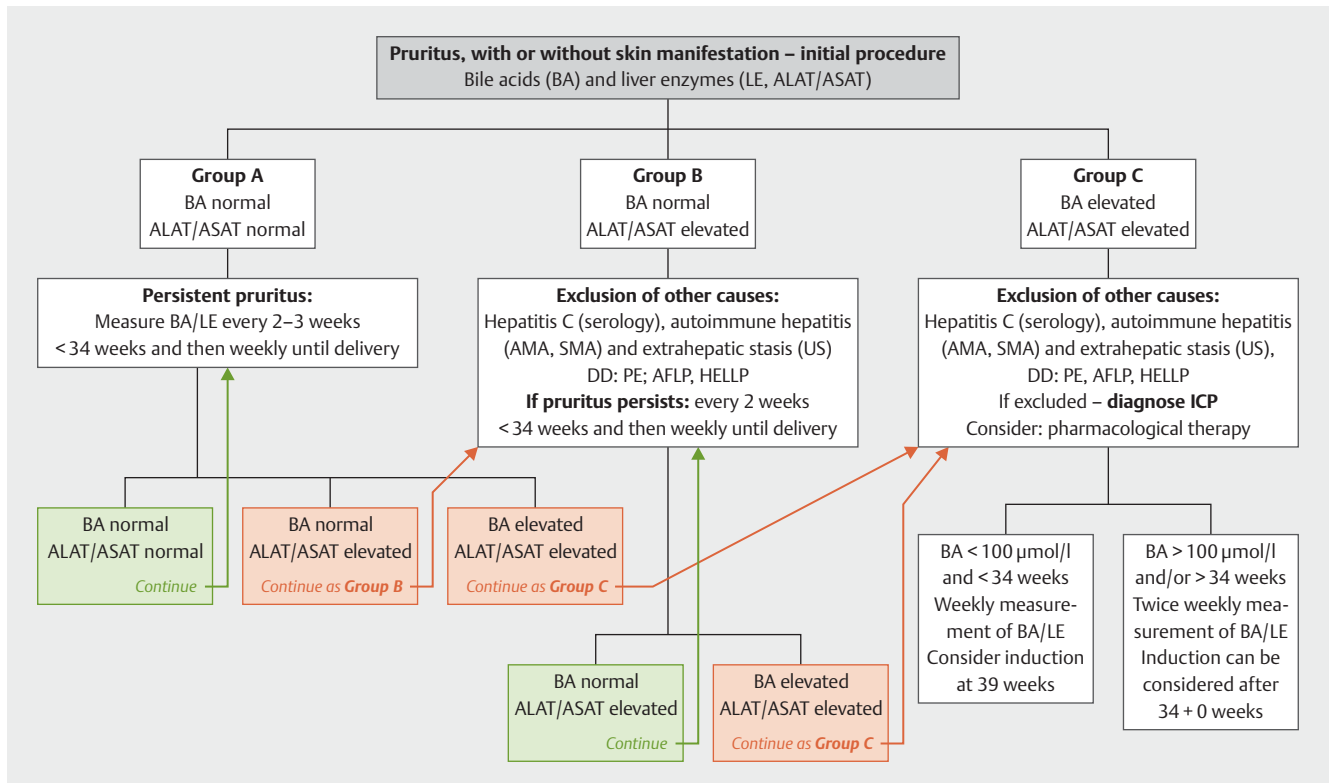 Pruritus, with or without skin manifestation – initial procedure
Bile acids (BA) and liver enzymes (LE, ALAT/ASAT)
Group A
BA normal
ALAT/ASAT normal
Group B
BA normal
ALAT/ASAT elevated
Group C
BA elevated
ALAT/ASAT elevated
Persistent pruritus:
Measure BA/LE every 2–3 weeks
< 34 weeks and then weekly until delivery
Exclusion of other causes:
Hepatitis C (serology), autoimmune hepatitis
(AMA, SMA) and extrahepatic stasis (US)
DD: PE; AFLP, HELLP
If pruritus persists: every 2 weeks
< 34 weeks and then weekly until delivery
Exclusion of other causes:
Hepatitis C (serology), autoimmune hepatitis
(AMA, SMA) and extrahepatic stasis (US),
DD: PE, AFLP, HELLP
If excluded – diagnose ICP
Consider: pharmacological therapy
BA normal
ALAT/ASAT normal
Continue
BA normal
ALAT/ASAT elevated
Continue as Group B
BA elevated
ALAT/ASAT elevated
Continue as Group C
BA < 100 µmol/l
and < 34 weeks
Weekly measure-
ment of BA/LE
Consider induction
at 39 weeks
BA > 100 µmol/l
and/or > 34 weeks
Twice weekly mea-
surement of BA/LE
Induction can be
considered after
34 + 0 weeks
BA normal
ALAT/ASAT elevated
Continue
BA elevated
ALAT/ASAT elevated
Continue as Group C